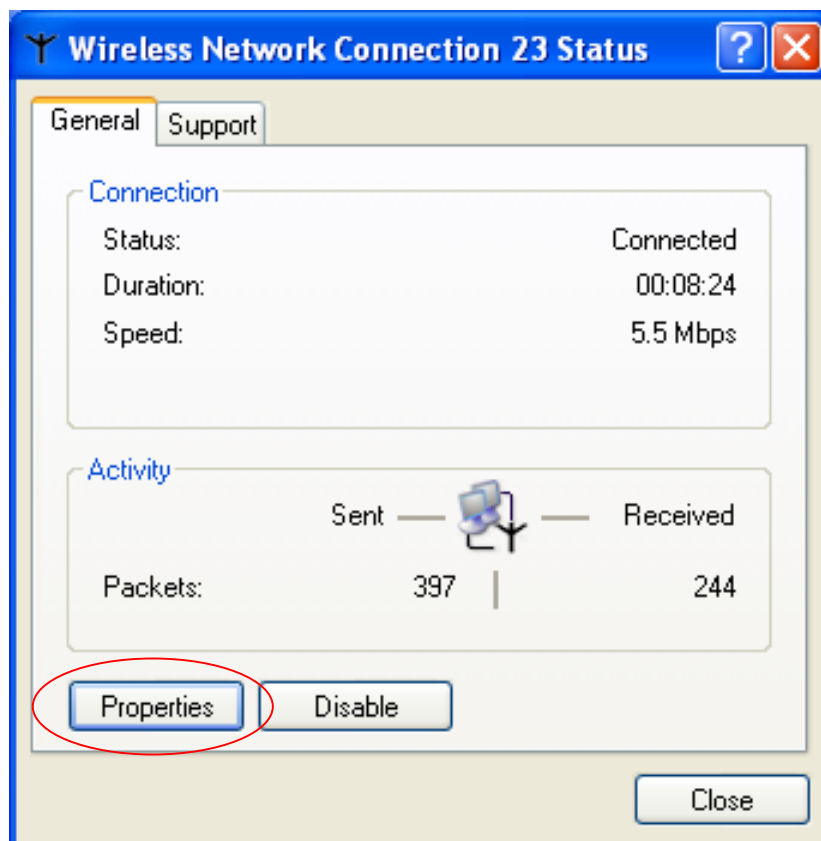 Wireless Network Connection 23 Status
?
General Support
Connection
Status: Connected
Duration: 00:08:24
Speed: 5.5 Mbps
Activity
Sent Received
Packets: 397 244
Properties Disable
Close